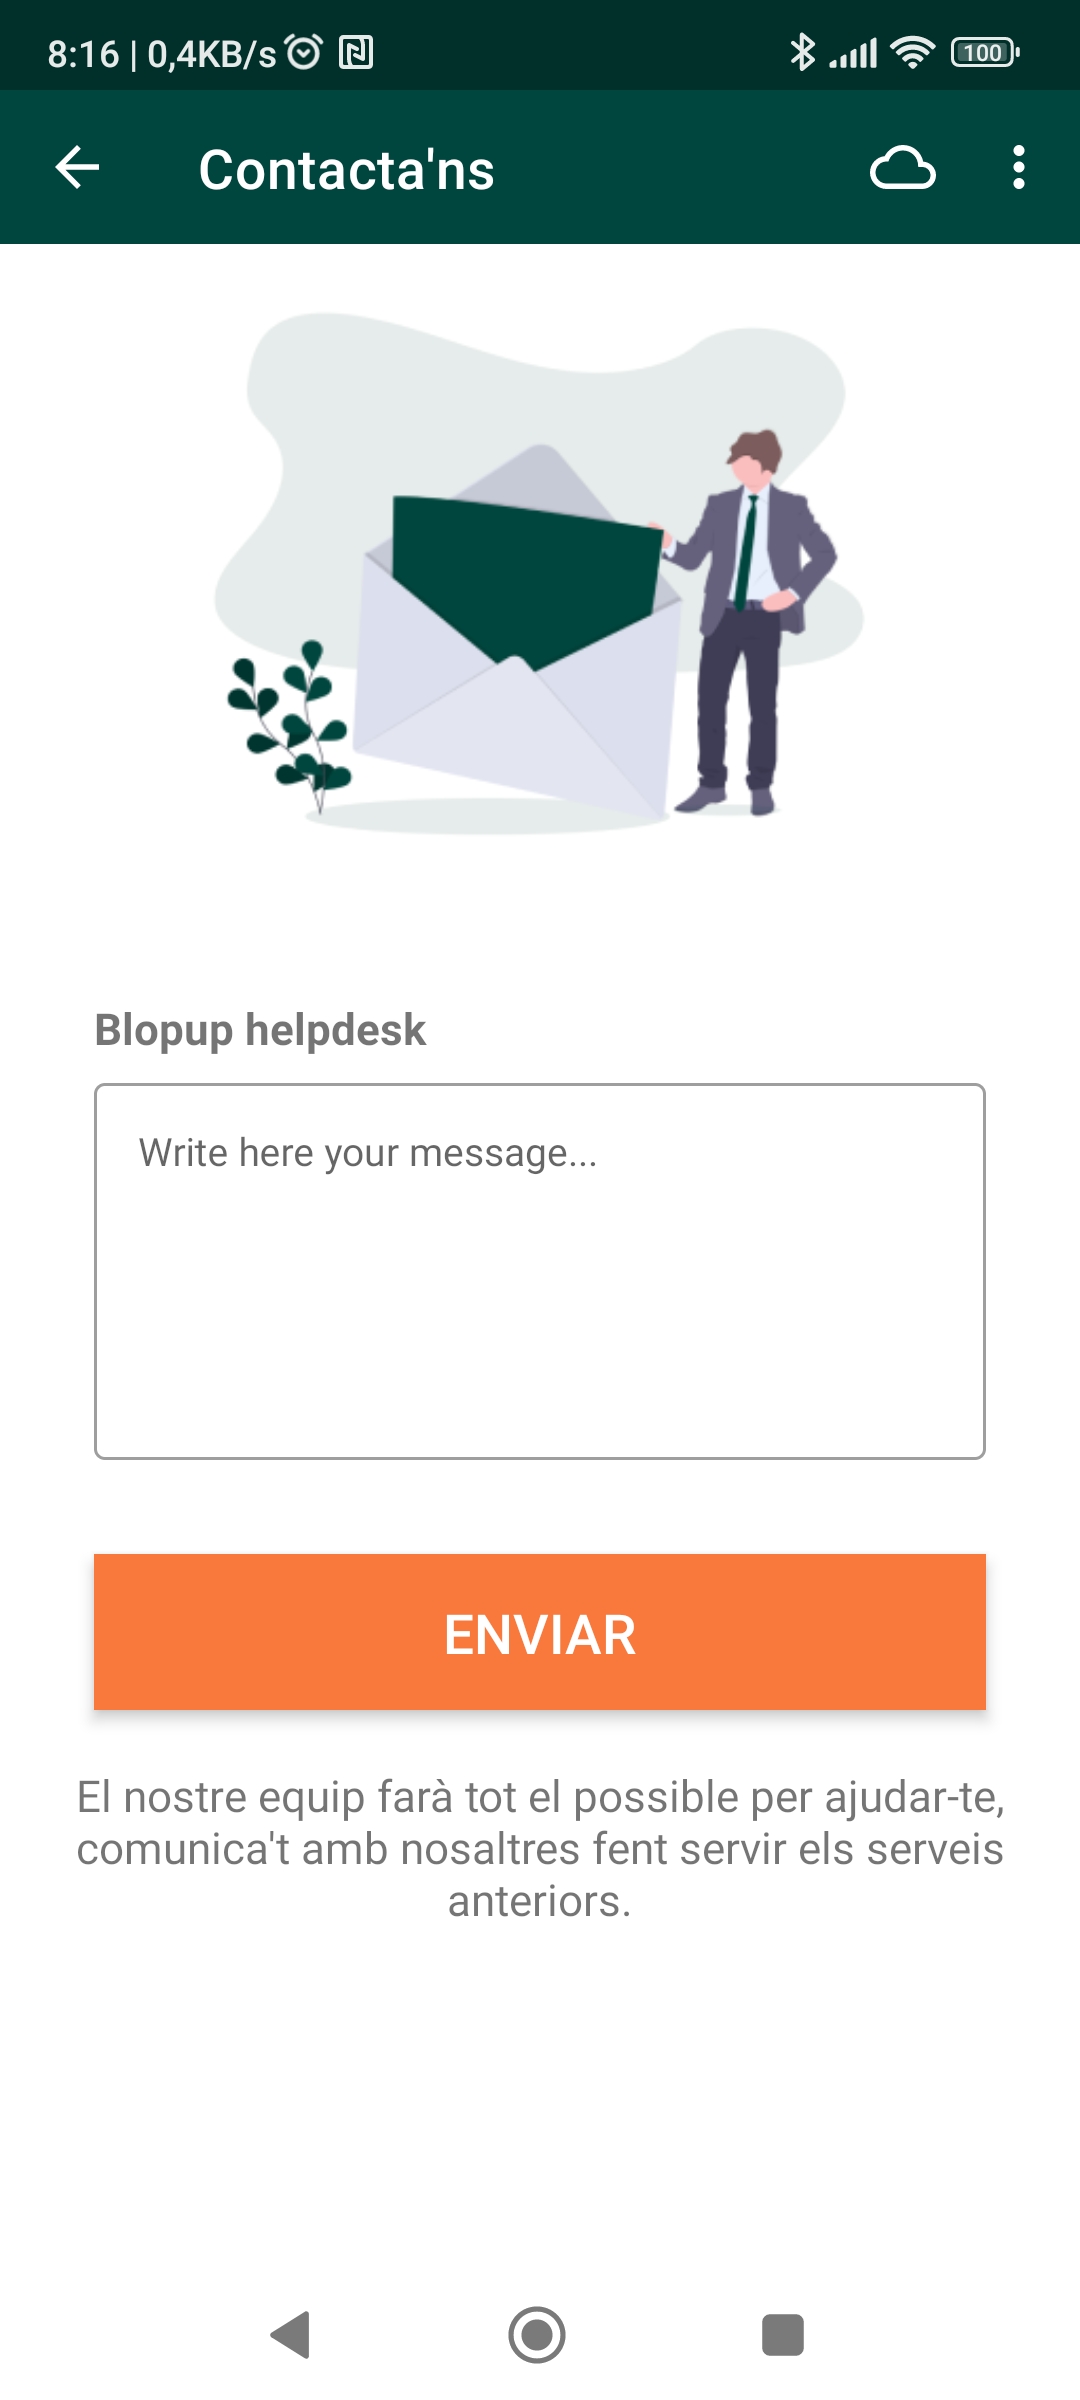 8:16 | 0,4KB/s
100
Contacta'ns
Blopup helpdesk
Write here your message...
ENVIAR
El nostre equip farà tot el possible per ajudar-te,
comunica't amb nosaltres fent servir els serveis
anteriors.